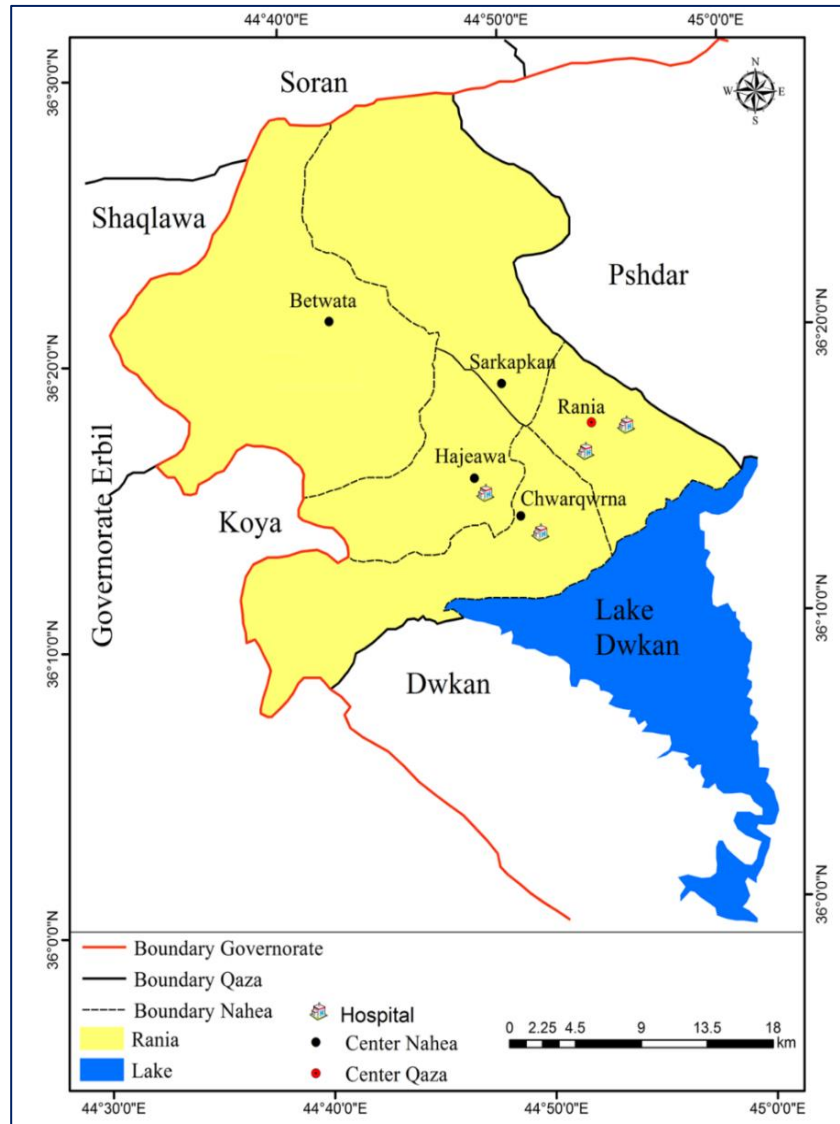 44°40'0"E 44°50'0"E 45°0'0"E
36°30'0"N
Soran
N
W E
S
Shaqlawa
Pshdar
Betwata
36°20'0"N
36°20'0"N
Sarkapkan
Rania
Hajeawa
Chwarqwrna
Governorate Erbil
Koya
36°10'0"N
Lake
Dwkan
36°10'0"N
Dwkan
36°0'0"N
36°0'0"N
Boundary Governorate
Boundary Qaza
Boundary Nahea
Rania
Lake
Hospital
Center Nahea
Center Qaza
0 2.25 4.5 9 13.5 18
km
44°30'0"E 44°40'0"E 44°50'0"E 45°0'0"E